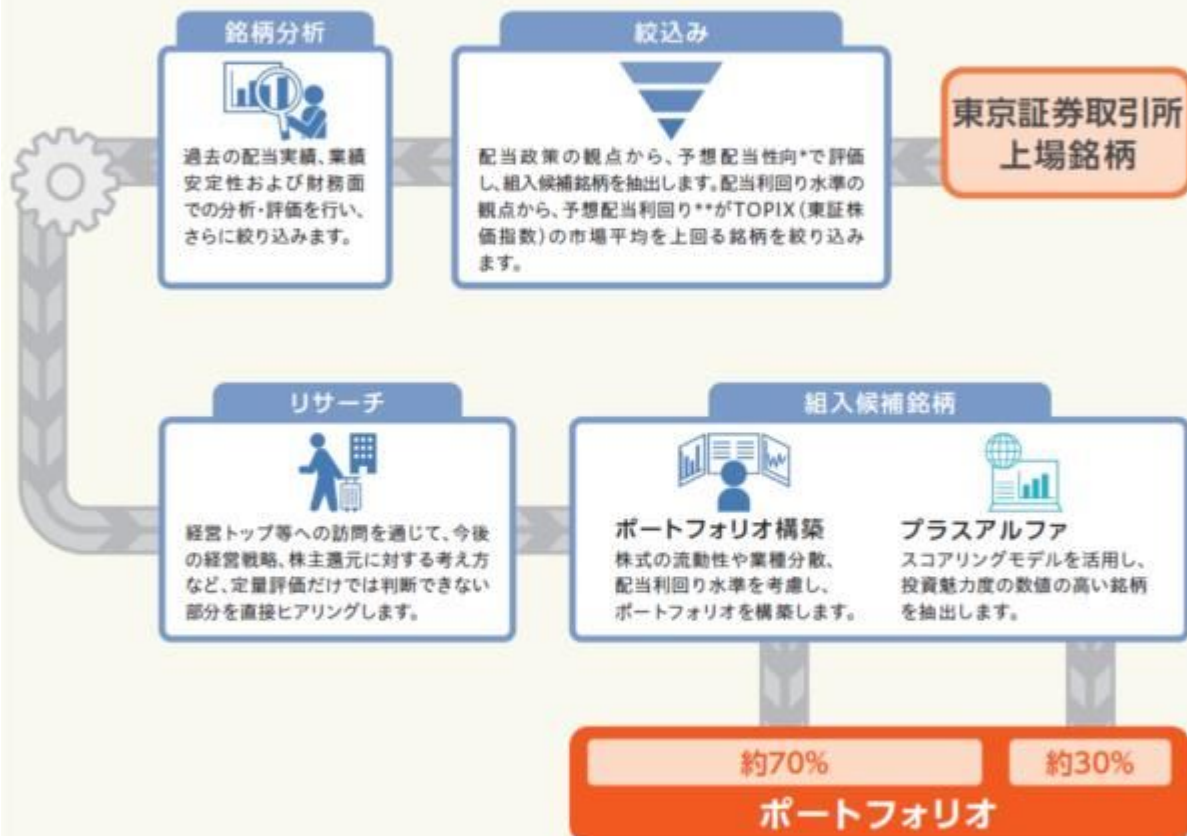 東京証券取引所
上場銘柄
絞込み
配当政策の観点から、予想配当性向*で評価
し、組入候補銘柄を抽出します。配当利回り水準の
観点から、予想配当利回り**がTOPIX（東証株
価指数）の市場平均を上回る銘柄を絞り込み
ます。
銘柄分析
過去の配当実績、業績
安定性および財務面
での分析・評価を行い、
さらに絞り込みます。
リサーチ
経営トップ等への訪問を通じて、今後
の経営戦略、株主還元に対する考え方
など、定量評価だけでは判断できない
部分を直接ヒアリングします。
組入候補銘柄
ポートフォリオ構築
株式の流動性や業種分散、
配当利回り水準を考慮し、
ポートフォリオを構築します。
プラスアルファ
スコアリングモデルを活用し、
投資魅力度の数値の高い銘柄
を抽出します。
約70%
約30%
ポートフォリオ